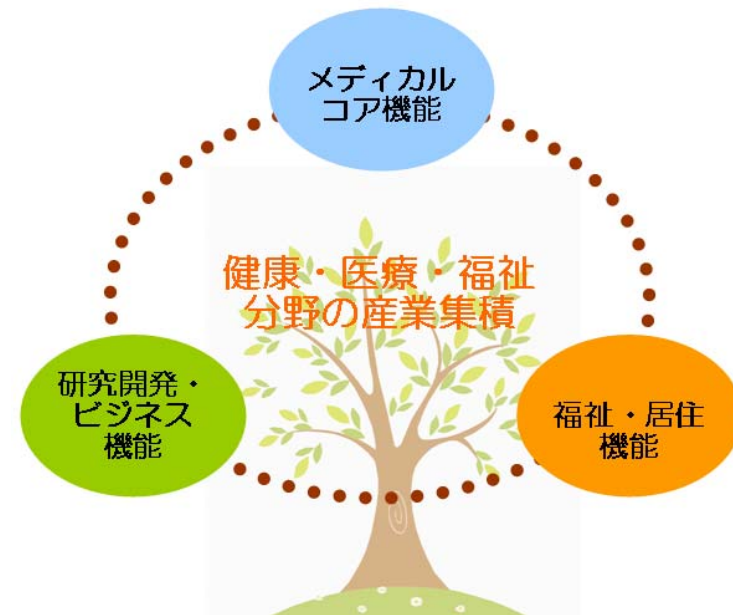 メディカル
コア機能
健康・医療・福祉
分野の産業集積
研究開発・
ビジネス
機能
福祉・居住
機能